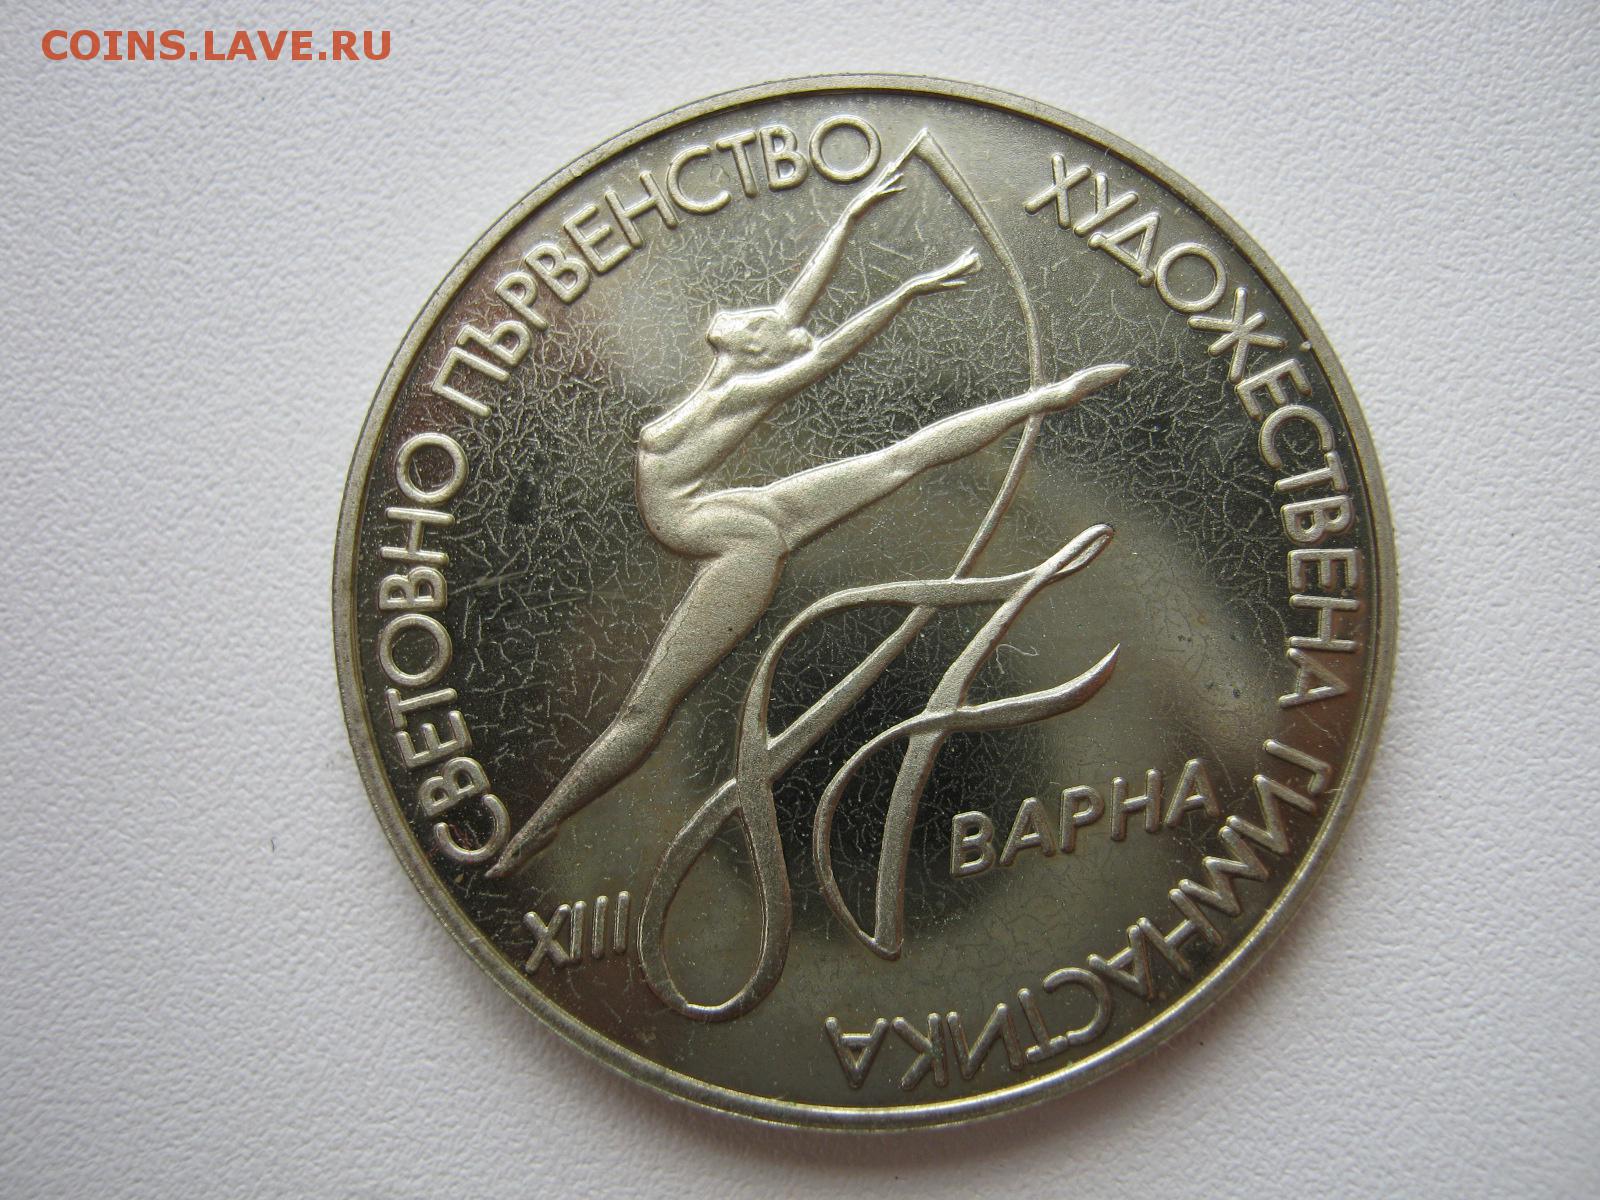 COINS.LAVE.RU
XIII СВЕТОВНО ПЪРВЕНСТВО
ХУДОЖЕСТВЕНА ГИМНАСТИКА
87
ВАРНА